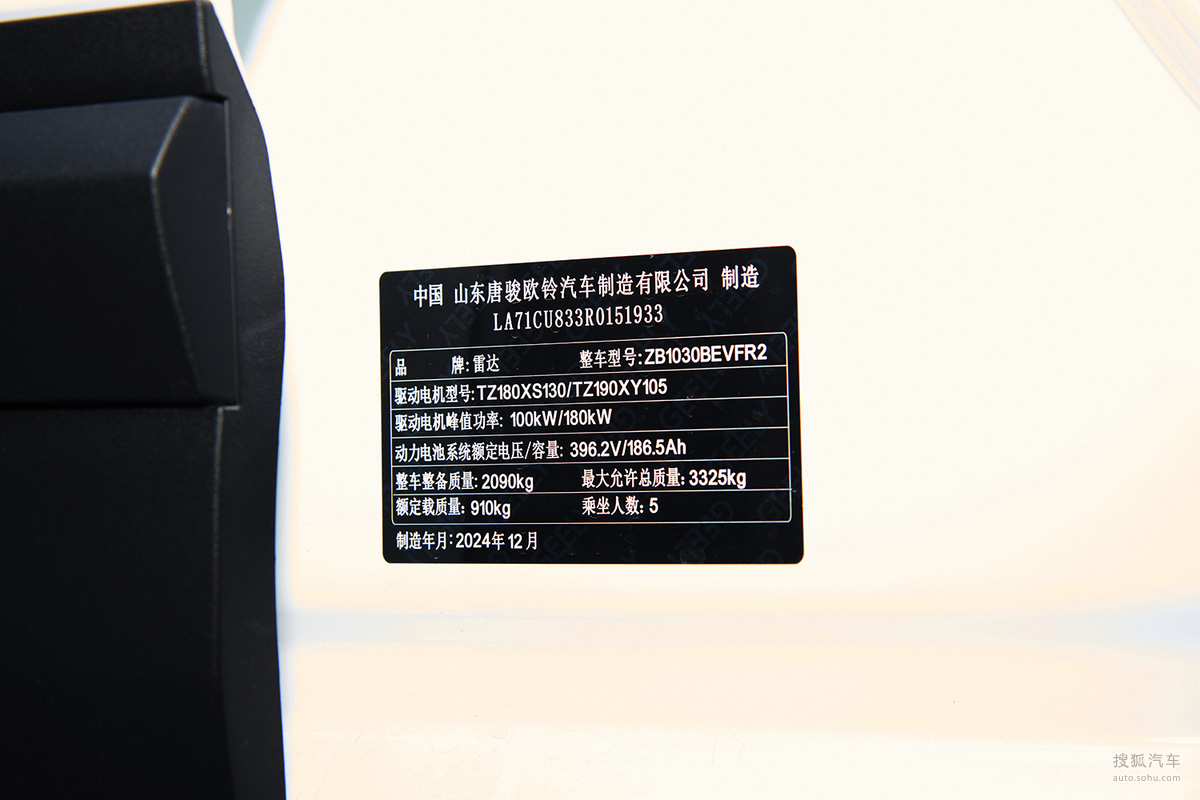 中国 山东唐骏欧铃汽车制造有限公司 制造
LA71CU833R0151933
品 牌:雷达 整车型号:ZB1030BEVFR2
驱动电机型号:TZ180XS130/TZ190XY105
驱动电机峰值功率: 100kW/180kW
动力电池系统额定电压/容量: 396.2V/186.5Ah
整车整备质量: 2090kg 最大允许总质量: 3325kg
额定载质量: 910kg 乘坐人数: 5
制造年月:2024年12月
搜狐汽车
auto.sohu.com